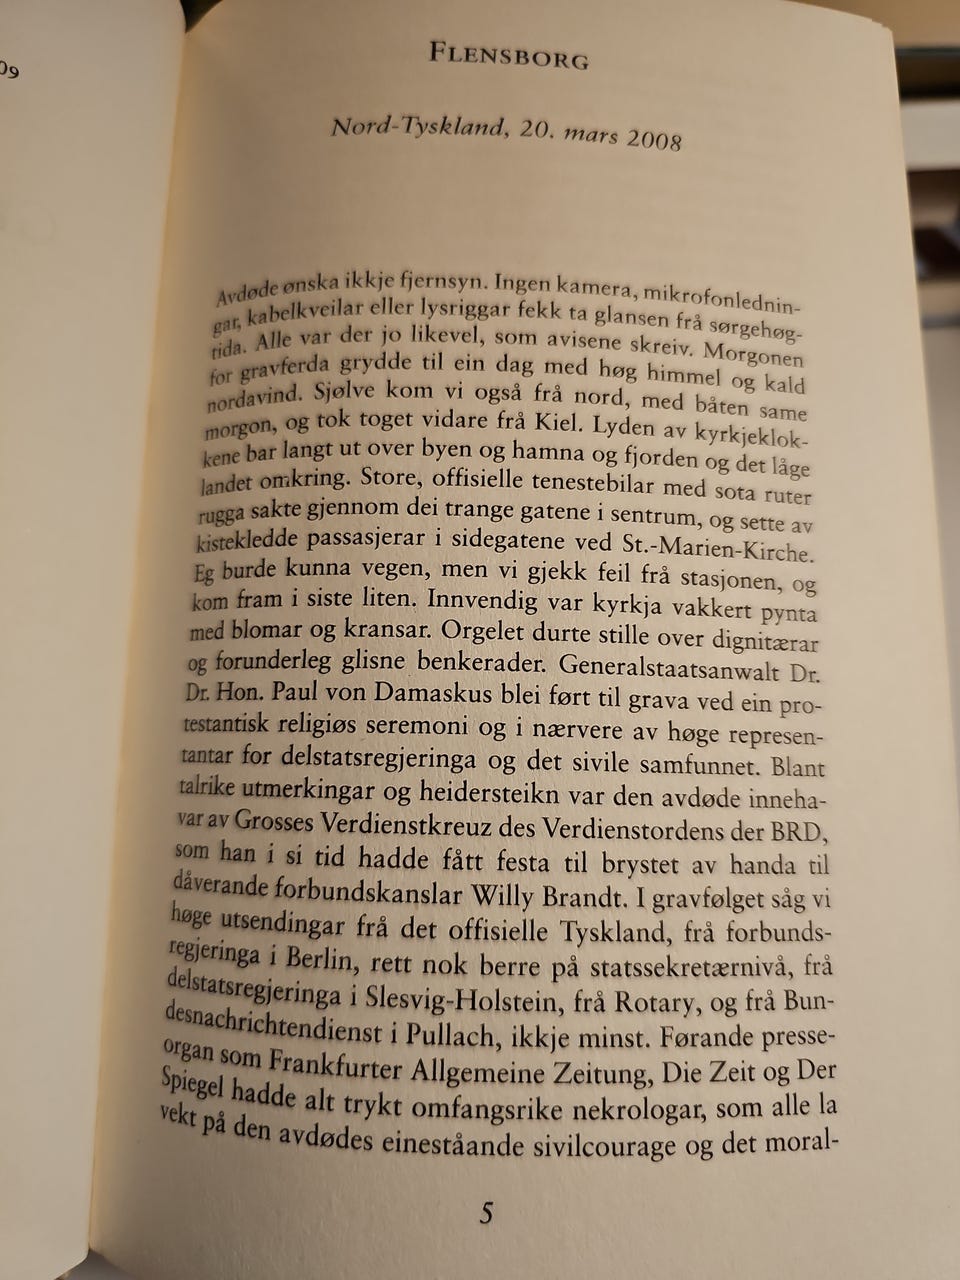 09
FLENSBORG
Nord-Tyskland, 20. mars 2008
Avdøde ønska ikkje fjernsyn. Ingen kamera, mikrofonlednin-
gar, kabelkveilar eller lysriggar fekk ta glansen frå sørgehøg-
tida. Alle var der jo likevel, som avisene skreiv. Morgonen
for gravferda grydde til ein dag med høg himmel og kald
nordavind. Sjølve kom vi også frå nord, med båten same
morgon, og tok toget vidare frå Kiel. Lyden av kyrkjeklok-
kene bar langt ut over byen og hamna og fjorden og det låge
landet omkring. Store, offisielle tenestebilar med sota ruter
rugga sakte gjennom dei trange gatene i sentrum, og sette av
kistekledde passasjerar i sidegatene ved St.-Marien-Kirche.
Eg burde kunna vegen, men vi gjekk feil frå stasjonen, og
kom fram i siste liten. Innvendig var kyrkja vakkert pynta
med blomar og kransar. Orgelet durte stille over dignitærar
og forunderleg glisne benkerader. Generalstaatsanwalt Dr.
Dr. Hon. Paul von Damaskus blei ført til grava ved ein pro-
testantisk religiøs seremoni og i nærvere av høge represen-
tantar for delstatsregjeringa og det sivile samfunnet. Blant
talrike utmerkingar og heidersteikn var den avdøde inneha-
var av Grosses Verdienstkreuz des Verdienstordens der BRD,
som han i si tid hadde fått festa til brystet av handa til
dåverande forbundskanslar Willy Brandt. I gravfølget såg vi
høge utsendingar frå det offisielle Tyskland, frå forbunds-
regjeringa i Berlin, rett nok berre på statssekretærnivå, frå
delstatsregjeringa i Slesvig-Holstein, frå Rotary, og frå Bun-
desnachrichtendienst i Pullach, ikkje minst. Førande presse-
organ som Frankfurter Allgemeine Zeitung, Die Zeit og Der
Spiegel hadde alt trykt omfangsrike nekrologar, som alle la
vekt på den avdødes eineståande sivilcourage og det moral-
5